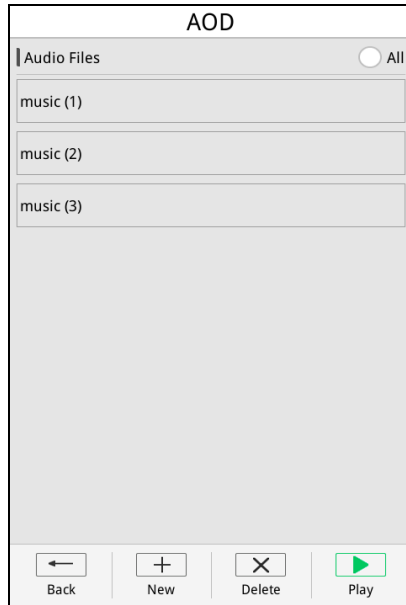 AOD
Audio Files All
music (1)
music (2)
music (3)
Back New Delete Play